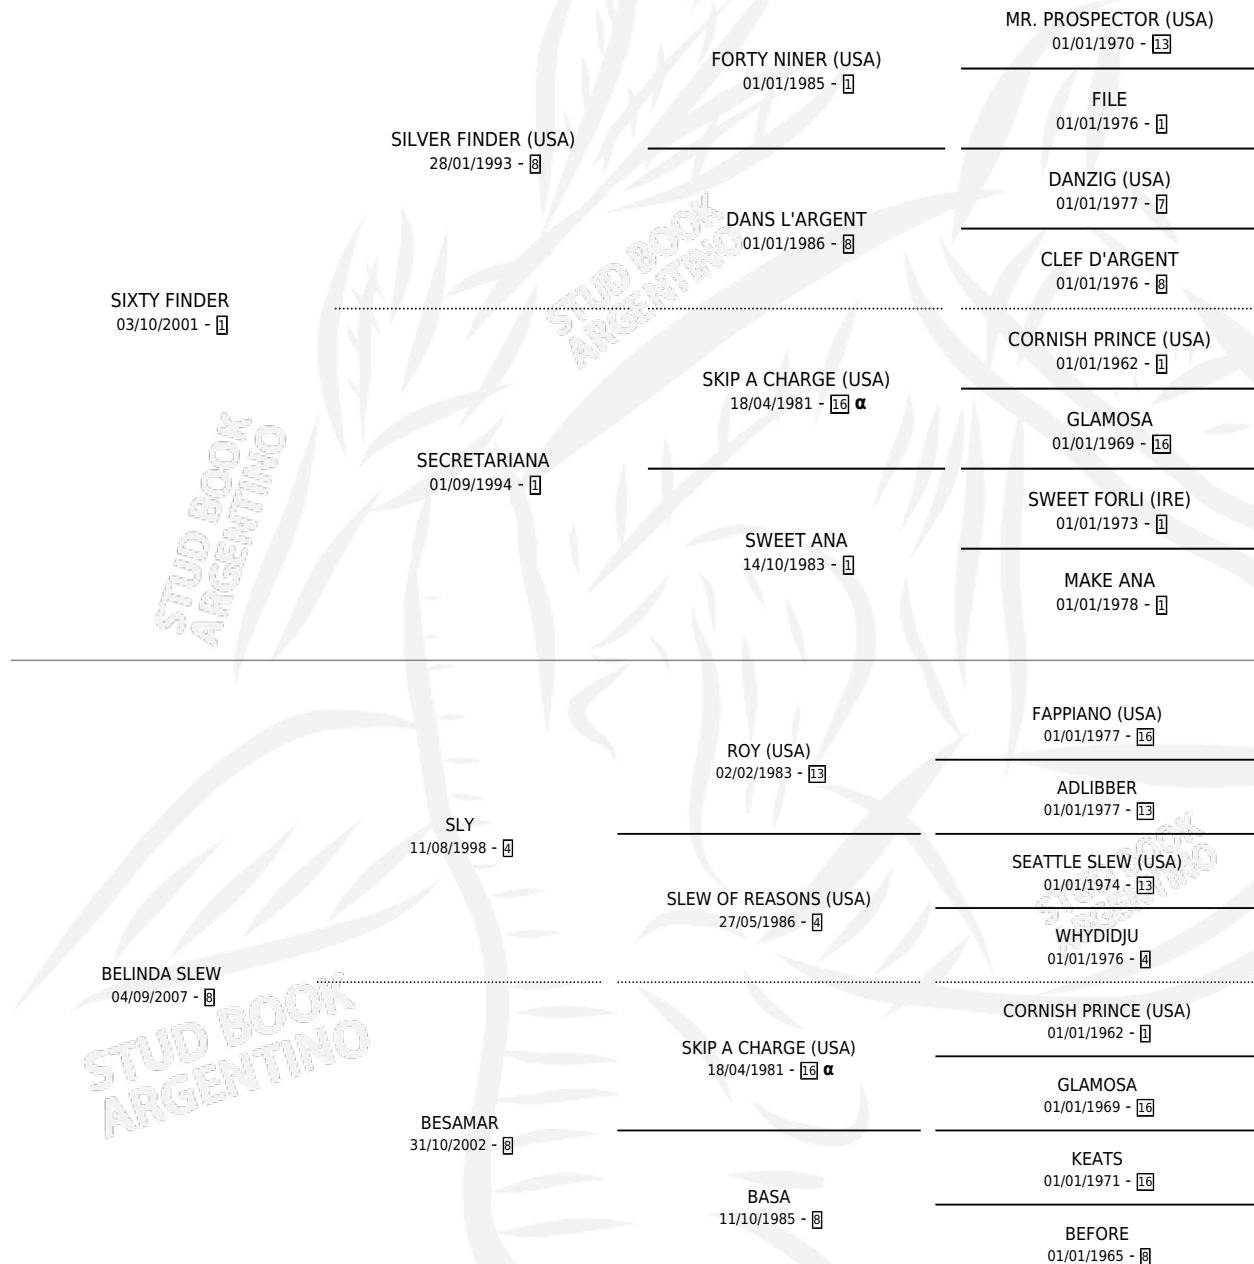 MR. PROSPECTOR (USA)
01/01/1970 - 13
FORTY NINER (USA)
01/01/1985 - 1
FILE
01/01/1976 - 1
SILVER FINDER (USA)
28/01/1993 - 8
DANZIG (USA)
01/01/1977 - 7
DANS L'ARGENT
01/01/1986 - 8
CLEF D'ARGENT
01/01/1976 - 8
SIXTY FINDER
03/10/2001 - 1
CORNISH PRINCE (USA)
01/01/1962 - 1
SKIP A CHARGE (USA)
18/04/1981 - 16 α
GLAMOSA
01/01/1969 - 16
SECRETARIANA
01/09/1994 - 1
SWEET FORLI (IRE)
01/01/1973 - 1
SWEET ANA
14/10/1983 - 1
MAKE ANA
01/01/1978 - 1
FAPPIANO (USA)
01/01/1977 - 16
ROY (USA)
02/02/1983 - 13
ADLIBBER
01/01/1977 - 13
SLY
11/08/1998 - 4
SEATTLE SLEW (USA)
01/01/1974 - 13
SLEW OF REASONS (USA)
27/05/1986 - 4
WHYDIDJU
01/01/1976 - 4
BELINDA SLEW
04/09/2007 - 8
CORNISH PRINCE (USA)
01/01/1962 - 1
SKIP A CHARGE (USA)
18/04/1981 - 16 α
GLAMOSA
01/01/1969 - 16
BESAMAR
31/10/2002 - 8
KEATS
01/01/1971 - 16
BASA
11/10/1985 - 8
BEFORE
01/01/1965 - 8
STUD BOOK
ARGENTINO
STUD BOOK
ARGENTINO
STUD BOOK
ARGENTINO
STUD BOOK
ARGENTINO